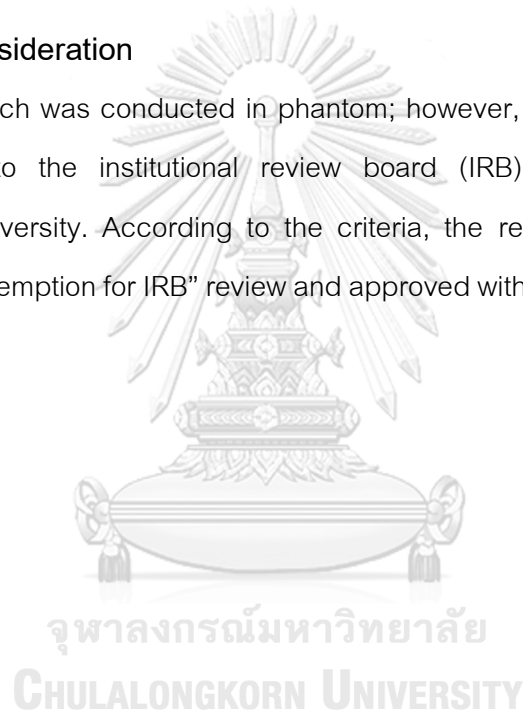 sideration
ch was conducted in phantom; however,
to the institutional review board (IRB)
versity. According to the criteria, the re
emption for IRB” review and approved with
จุฬาลงกรณ์มหาวิทยาลัย
CHULALONGKORN UNIVERSITY